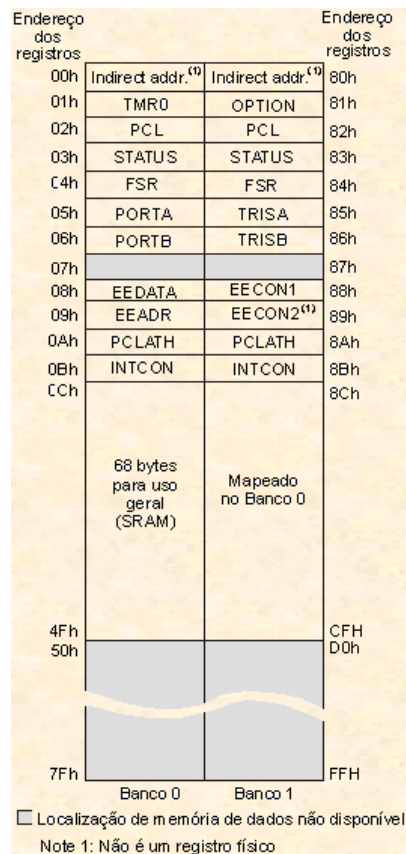 Endereço dos registros
Endereço dos registros
00h Indirect addr.(1) Indirect addr.(1) 80h
01h TMR0 OPTION 81h
02h PCL PCL 82h
03h STATUS STATUS 83h
04h FSR FSR 84h
05h PORTA TRISA 85h
06h PORTB TRISB 86h
07h 87h
08h EEDATA EECON1 88h
09h EEADR EECON2(1) 89h
0Ah PCLATH PCLATH 8Ah
0Bh INTCON INTCON 8Bh
0Ch 8Ch
68 bytes
para uso
geral
(SRAM)
Mapeado
no Banco 0
4Fh CFH
50h D0h
7Fh FFH
Banco 0 Banco 1
Localização de memória de dados não disponível
Note 1: Não é um registro físico